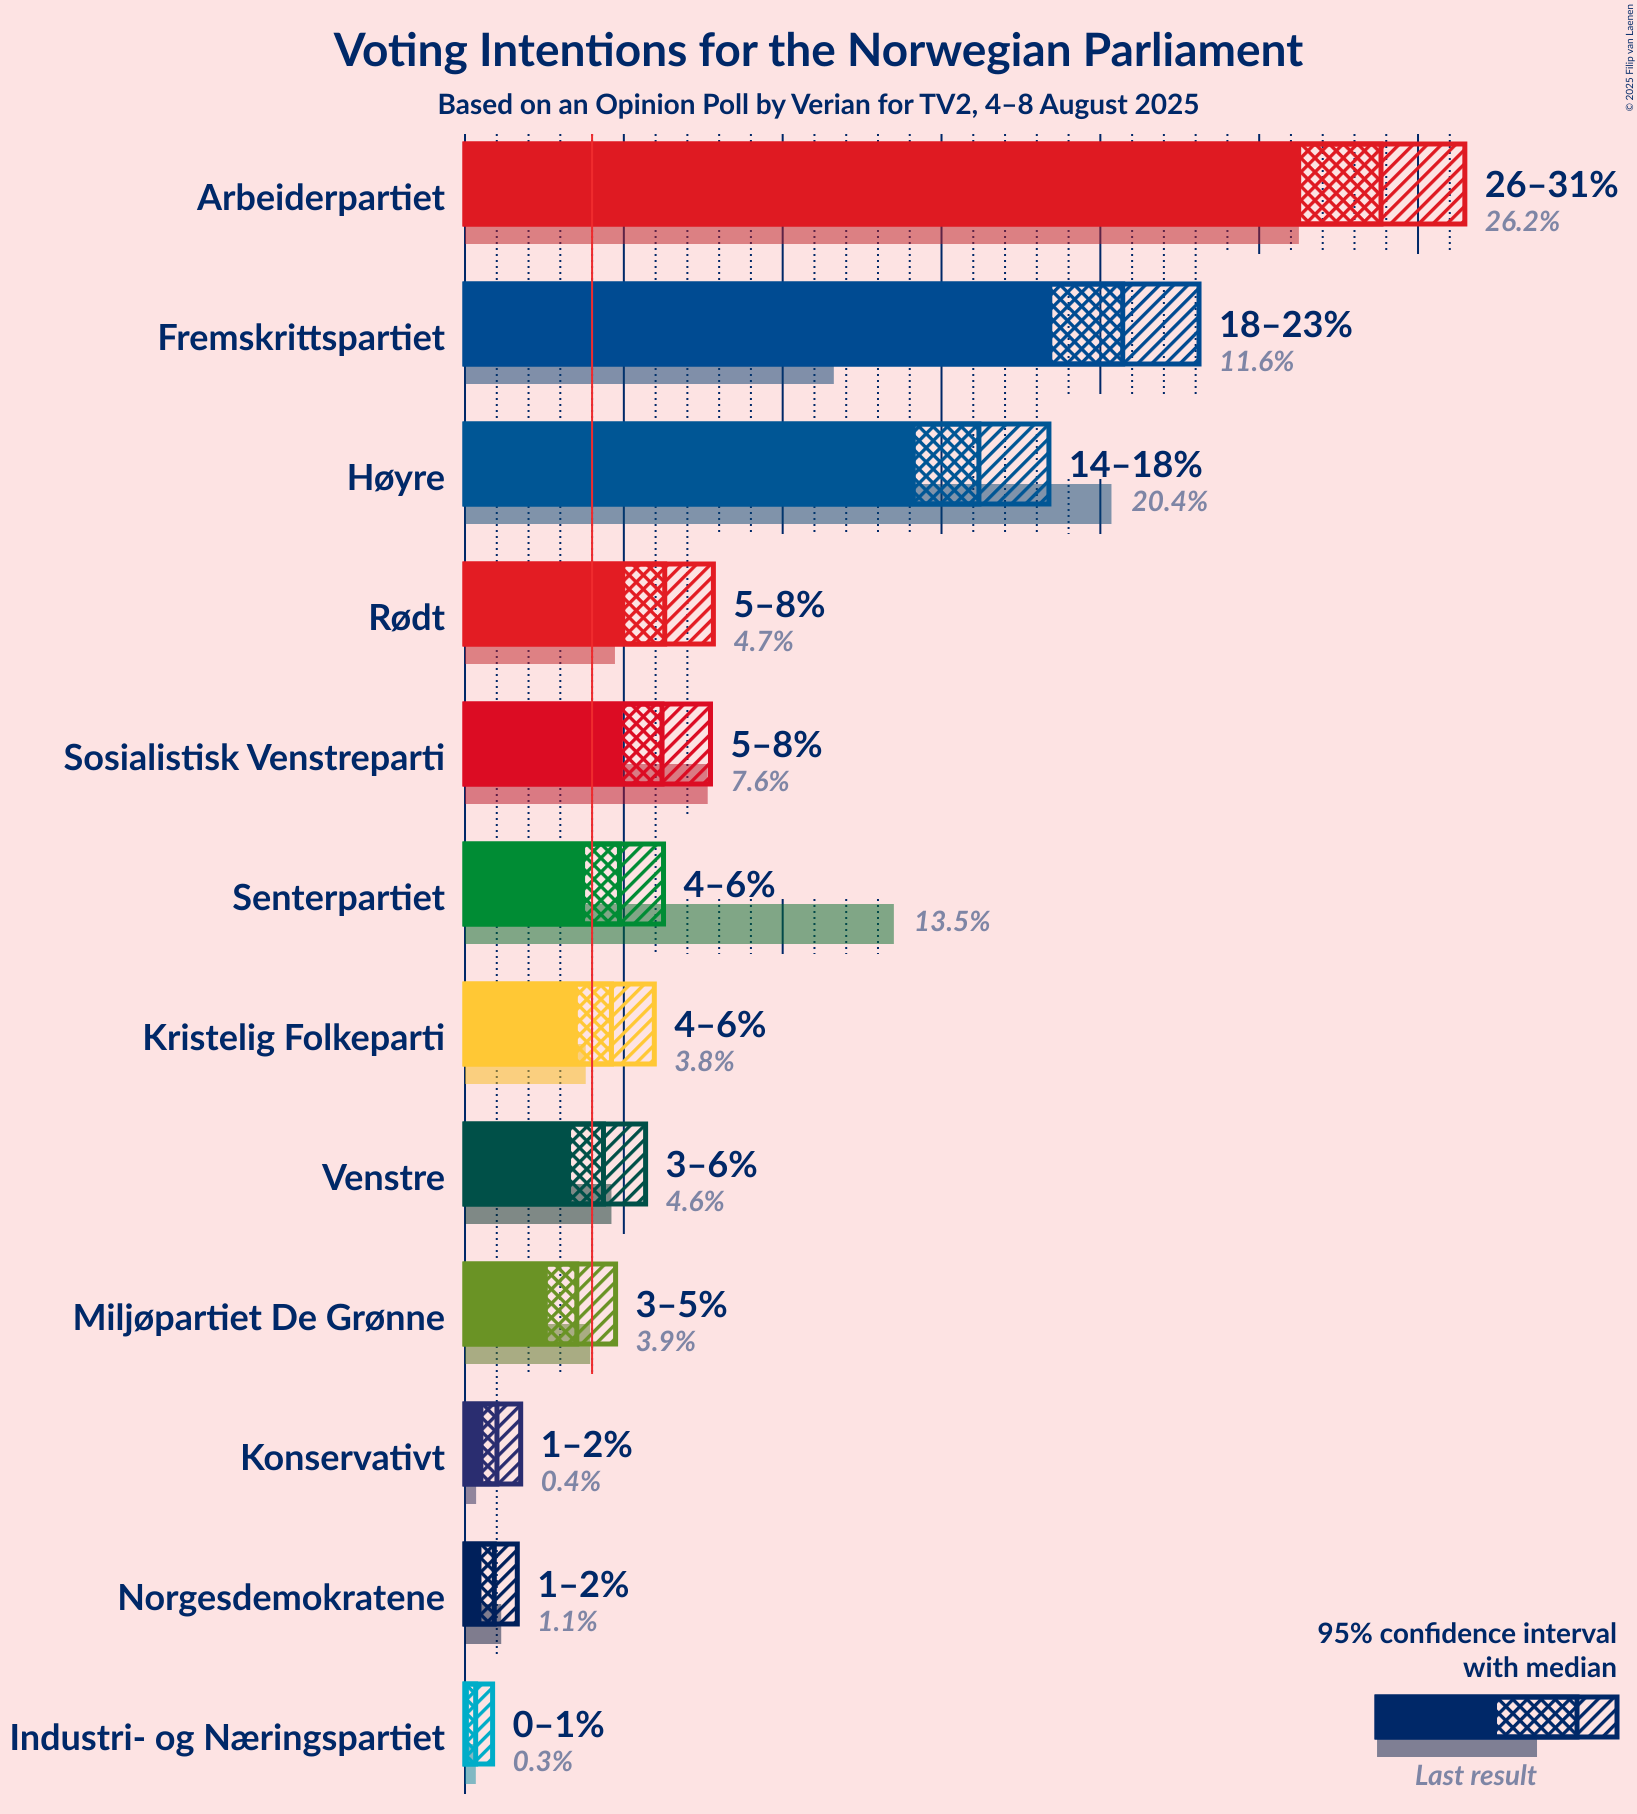 © 2025 Filip van Laenen
Voting Intentions for the Norwegian Parliament
Based on an Opinion Poll by Verian for TV2, 4–8 August 2025
Arbeiderpartiet
26–31%
26.2%
Fremskrittspartiet
18–23%
11.6%
Høyre
14–18%
20.4%
Rødt
5–8%
4.7%
Sosialistisk Venstreparti
5–8%
7.6%
Senterpartiet
4–6%
13.5%
Kristelig Folkeparti
4–6%
3.8%
Venstre
3–6%
4.6%
Miljøpartiet De Grønne
3–5%
3.9%
Konservativt
1–2%
0.4%
Norgesdemokratene
1–2%
1.1%
Industri- og Næringspartiet
0–1%
0.3%
95% confidence interval
with median
Last result